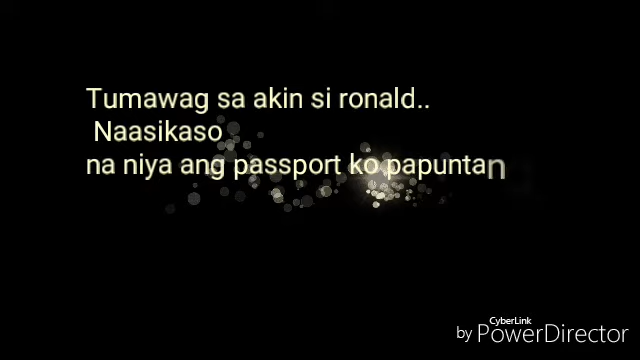 Tumawag sa akin si ronald..
Naasikaso
na niya ang passport ko papuntan
CyberLink
by PowerDirector